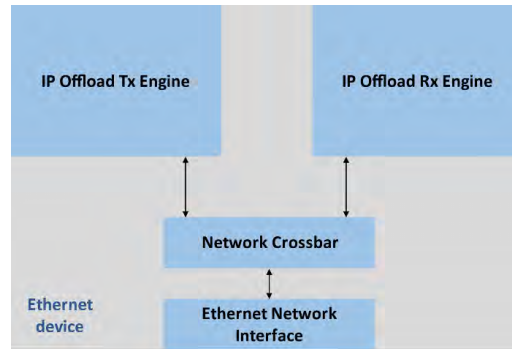 IP Offload Tx Engine
IP Offload Rx Engine
Network Crossbar
Ethernet
device
Ethernet Network
Interface